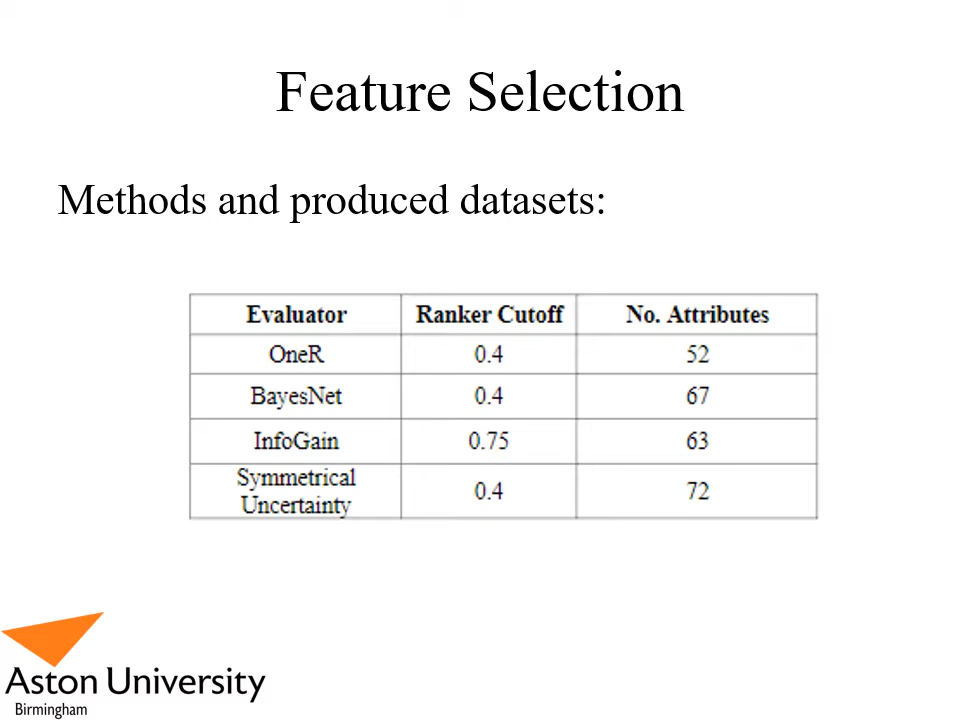 Feature Selection
Methods and produced datasets:
Evaluator Ranker Cutoff No. Attributes
OneR 0.4 52
BayesNet 0.4 67
InfoGain 0.75 63
Symmetrical
Uncertainty 0.4 72
Aston University
Birmingham